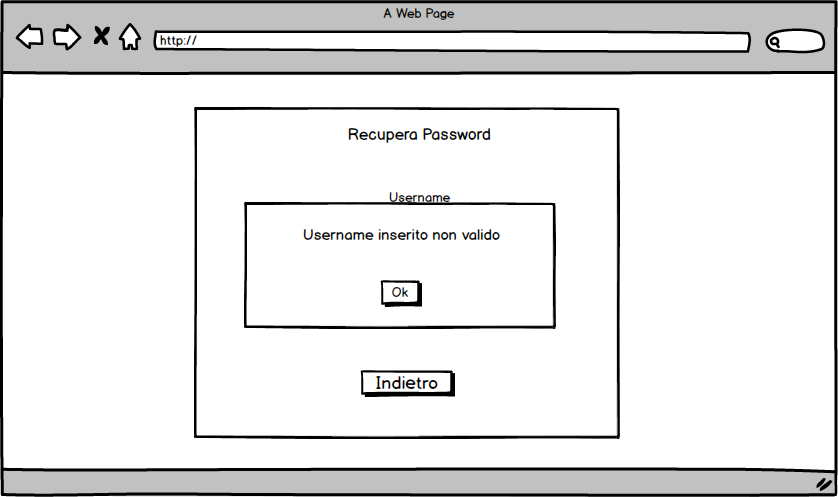 A Web Page
http://
Recupera Password
Username
Username inserito non valido
Ok
Indietro